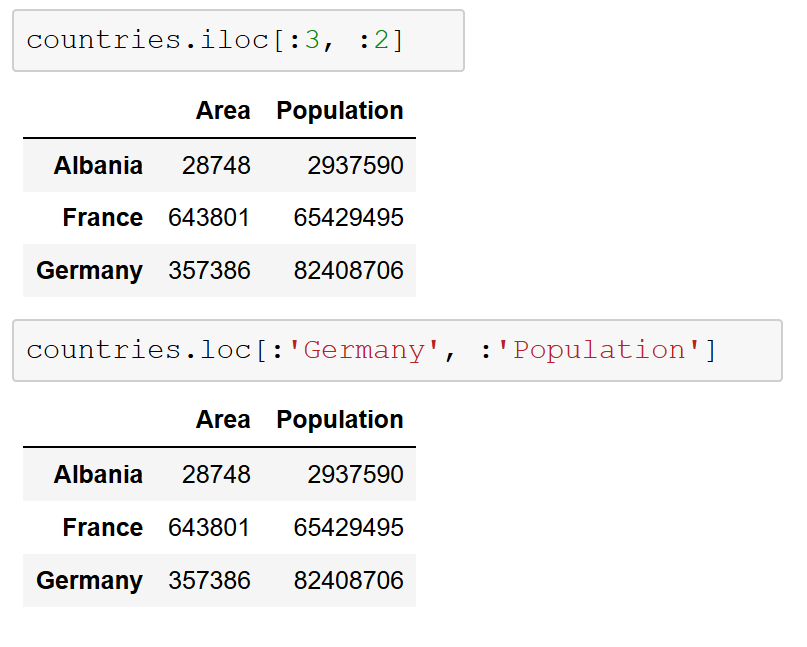 countries.iloc[:3, :2]
Area Population
Albania 28748 2937590
France 643801 65429495
Germany 357386 82408706
countries.loc[:'Germany', :'Population']
Area Population
Albania 28748 2937590
France 643801 65429495
Germany 357386 82408706